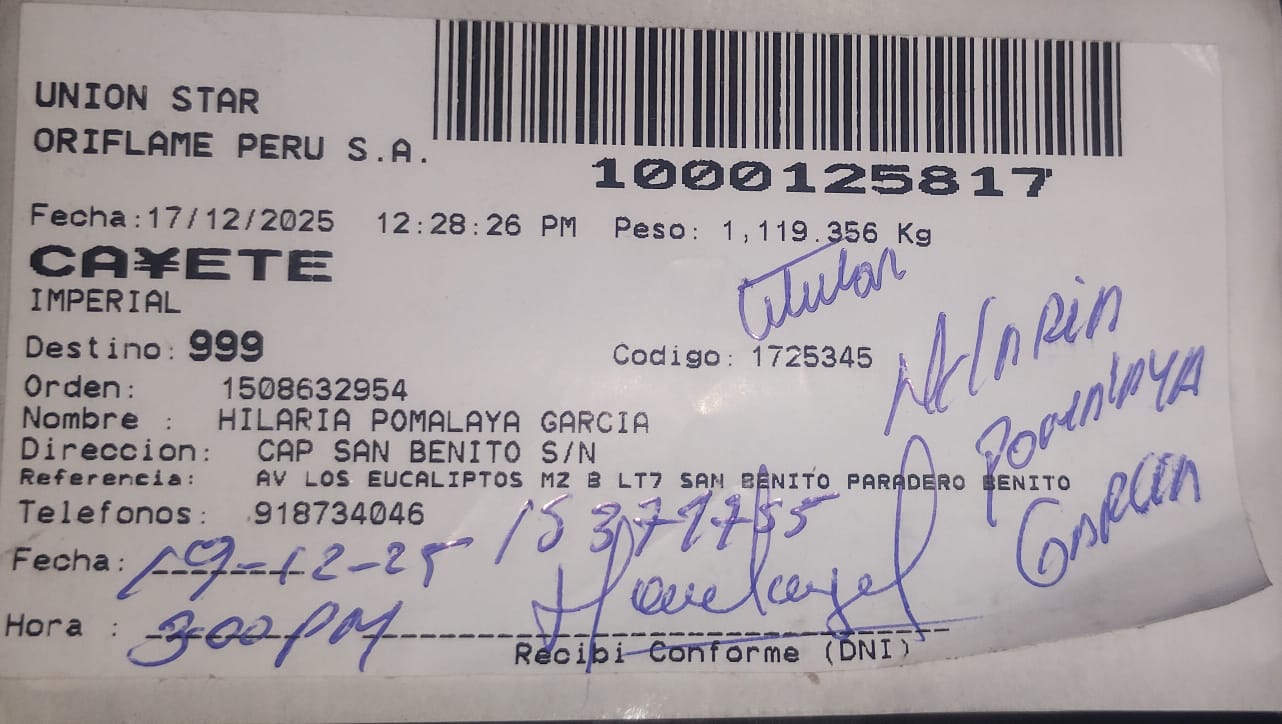 UNION STAR
ORIFLAME PERU S.A.
1000125817
Fecha:17/12/2025 12:28:26 PM Peso: 1,119.356 Kg
CA¥ETE
IMPERIAL
titular
Destino: 999
Codigo: 1725345
Orden: 1508632954
Nombre : HILARIA POMALAYA GARCIA
Direccion: CAP SAN BENITO S/N
Referencia: AV LOS EUCALIPTOS MZ B LT7 SAN BENITO PARADERO BENITO
Telefonos: 918734046
15371755
Fecha: 19-12-25
Hora : 3:00 PM
Recibi Conforme (DNI)